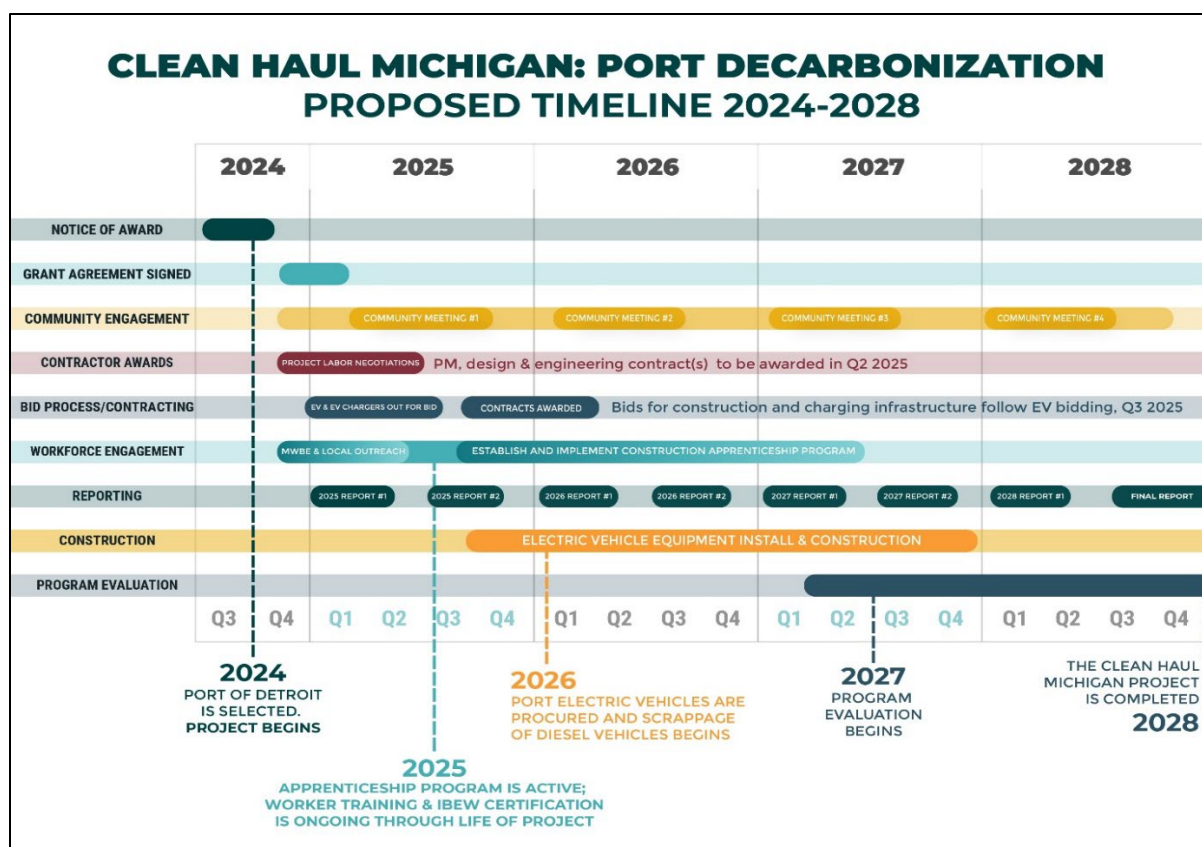 CLEAN HAUL MICHIGAN: PORT DECARBONIZATION
PROPOSED TIMELINE 2024-2028
2024 2025 2026 2027 2028
NOTICE OF AWARD
GRANT AGREEMENT SIGNED
COMMUNITY ENGAGEMENT COMMUNITY MEETING #1 COMMUNITY MEETING #2 COMMUNITY MEETING #3 COMMUNITY MEETING #4
CONTRACTOR AWARDS PROJECT LABOR NEGOTIATIONS PM, design & engineering contract(s) to be awarded in Q2 2025
BID PROCESS/CONTRACTING EV & EV CHARGERS OUT FOR BID CONTRACTS AWARDED Bids for construction and charging infrastructure follow EV bidding, Q3 2025
WORKFORCE ENGAGEMENT MWBE & LOCAL OUTREACH ESTABLISH AND IMPLEMENT CONSTRUCTION APPRENTICESHIP PROGRAM
REPORTING 2025 REPORT #1 2025 REPORT #2 2026 REPORT #1 2026 REPORT #2 2027 REPORT #1 2027 REPORT #2 2028 REPORT #1 FINAL REPORT
CONSTRUCTION ELECTRIC VEHICLE EQUIPMENT INSTALL & CONSTRUCTION
PROGRAM EVALUATION
Q3 Q4 Q1 Q2 Q3 Q4 Q1 Q2 Q3 Q4 Q1 Q2 Q3 Q4 Q1 Q2 Q3 Q4
2024
PORT OF DETROIT
IS SELECTED.
PROJECT BEGINS
2025
APPRENTICESHIP PROGRAM IS ACTIVE;
WORKER TRAINING & IBEW CERTIFICATION
IS ONGOING THROUGH LIFE OF PROJECT
2026
PORT ELECTRIC VEHICLES ARE
PROCURED AND SCRAPPAGE
OF DIESEL VEHICLES BEGINS
2027
PROGRAM
EVALUATION
BEGINS
THE CLEAN HAUL
MICHIGAN PROJECT
IS COMPLETED
2028